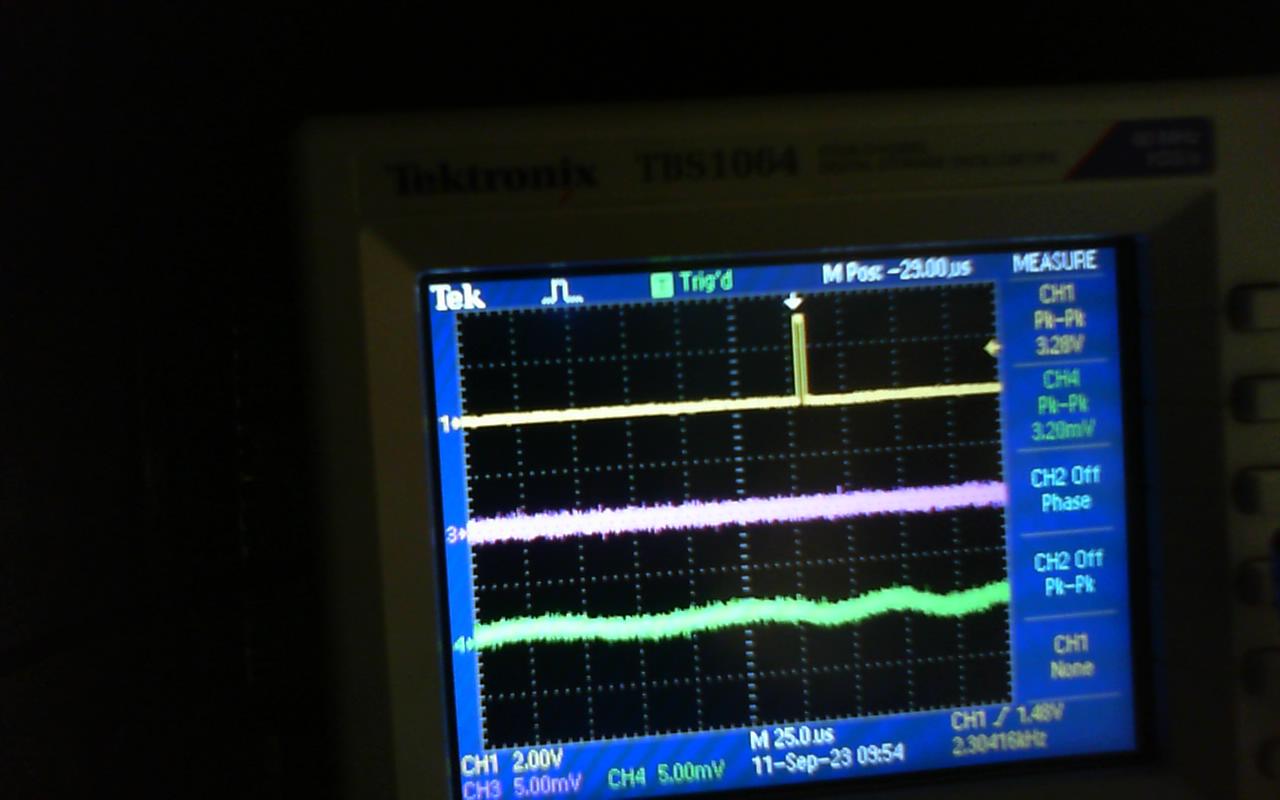 Tektronix TBS1064
Tek Trig'd M Pos: -29.00µs MEASURE
CH1
Pk-Pk
3.28V
CH4
Pk-Pk
3.20mV
CH2 Off
Phase
CH2 Off
Pk-Pk
CH1
None
1
3
4
CH1 2.00V M 25.0µs CH1 1.48V
CH3 5.00mV CH4 5.00mV 11-Sep-23 09:54 2.30416kHz